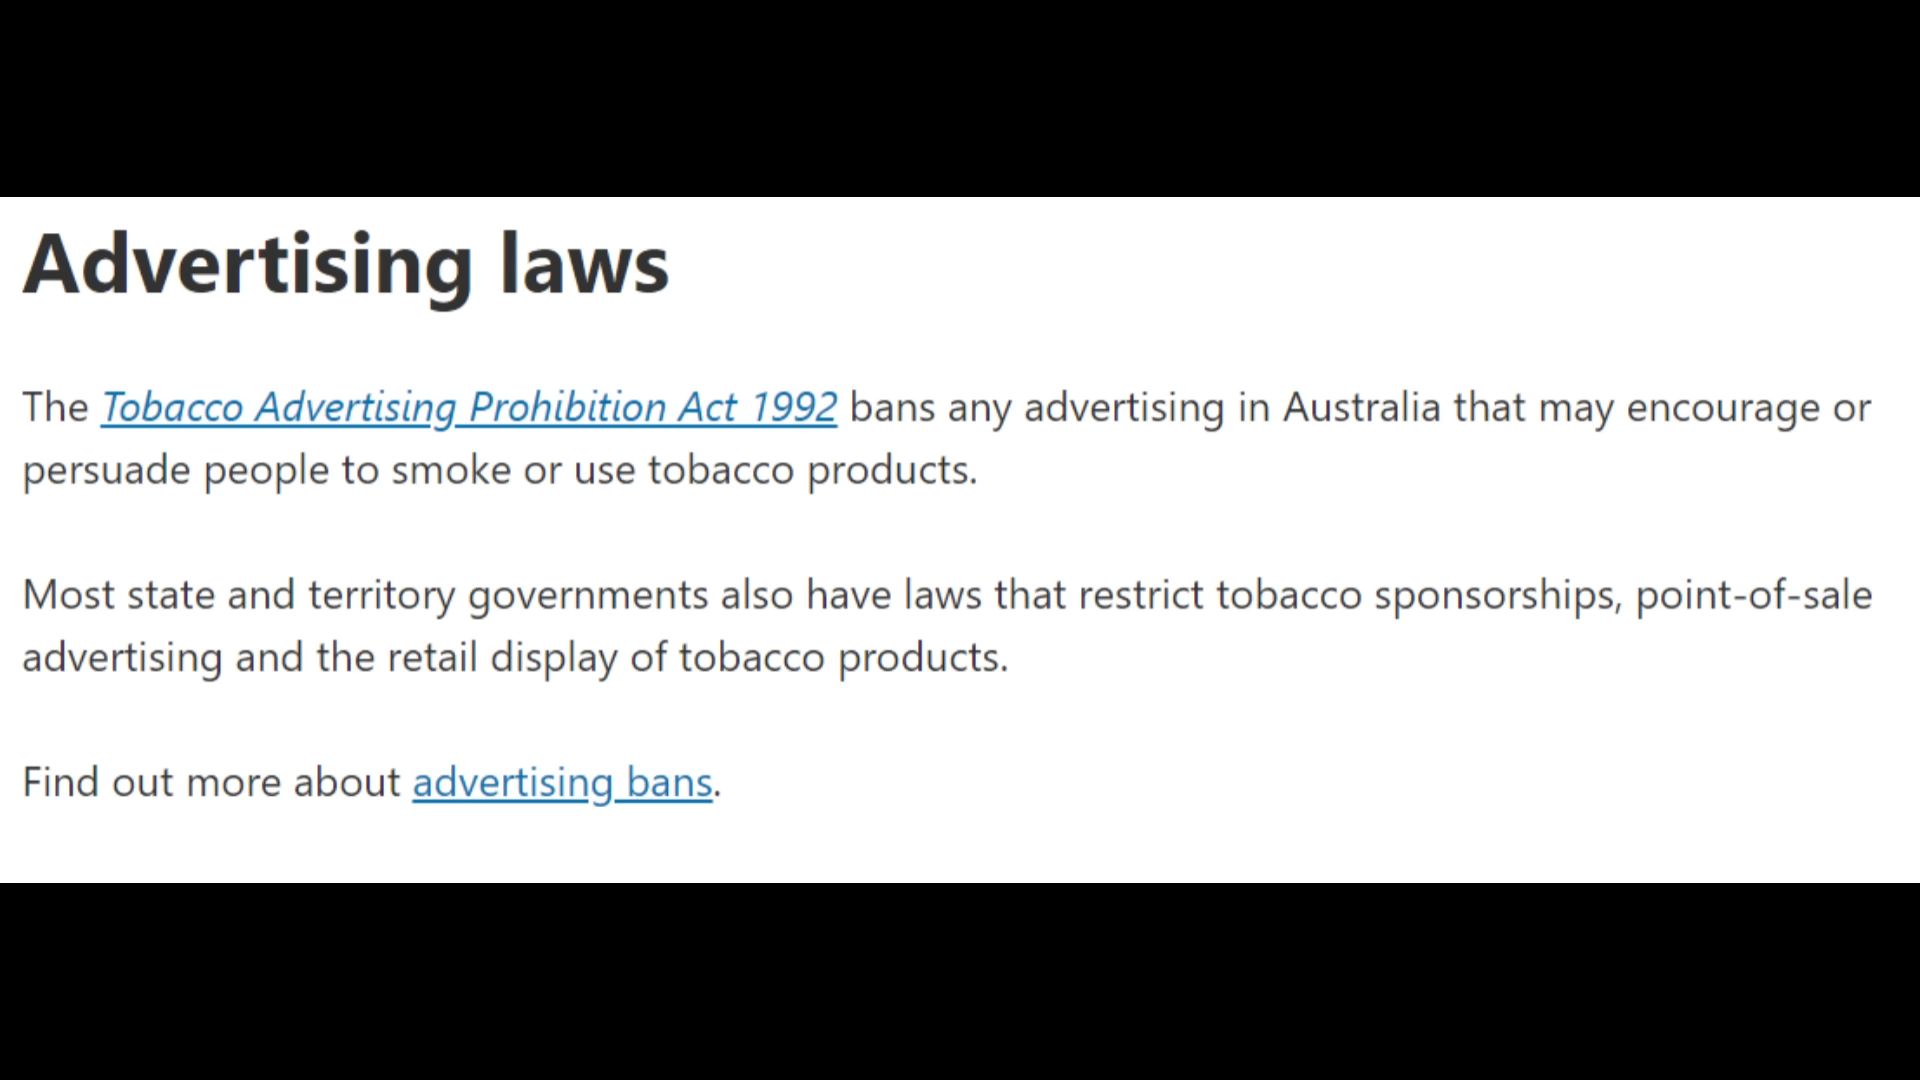 Advertising laws
The Tobacco Advertising Prohibition Act 1992 bans any advertising in Australia that may encourage or
persuade people to smoke or use tobacco products.
Most state and territory governments also have laws that restrict tobacco sponsorships, point-of-sale
advertising and the retail display of tobacco products.
Find out more about advertising bans.